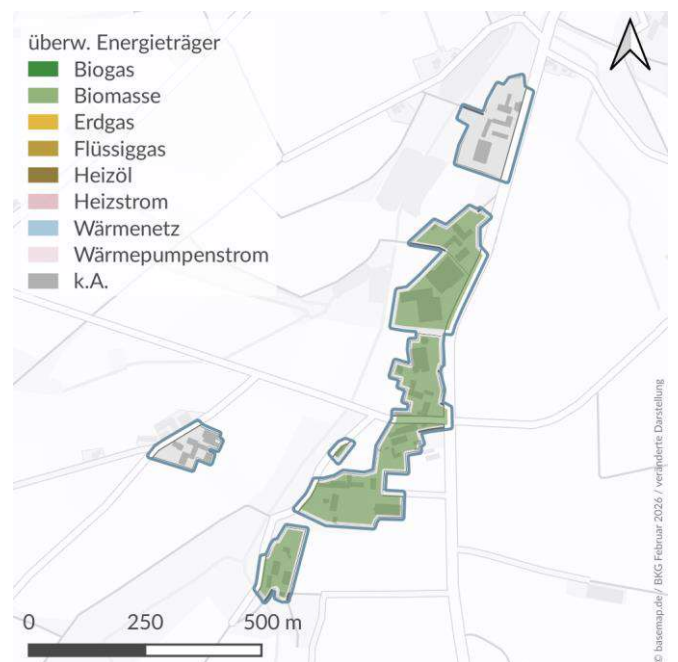 überw. Energieträger
Biogas
Biomasse
Erdgas
Flüssiggas
Heizöl
Heizstrom
Wärmenetz
Wärmepumpenstrom
k.A.
0 250 500 m
© basemap.de / BKG Februar 2026 / veränderte Darstellung